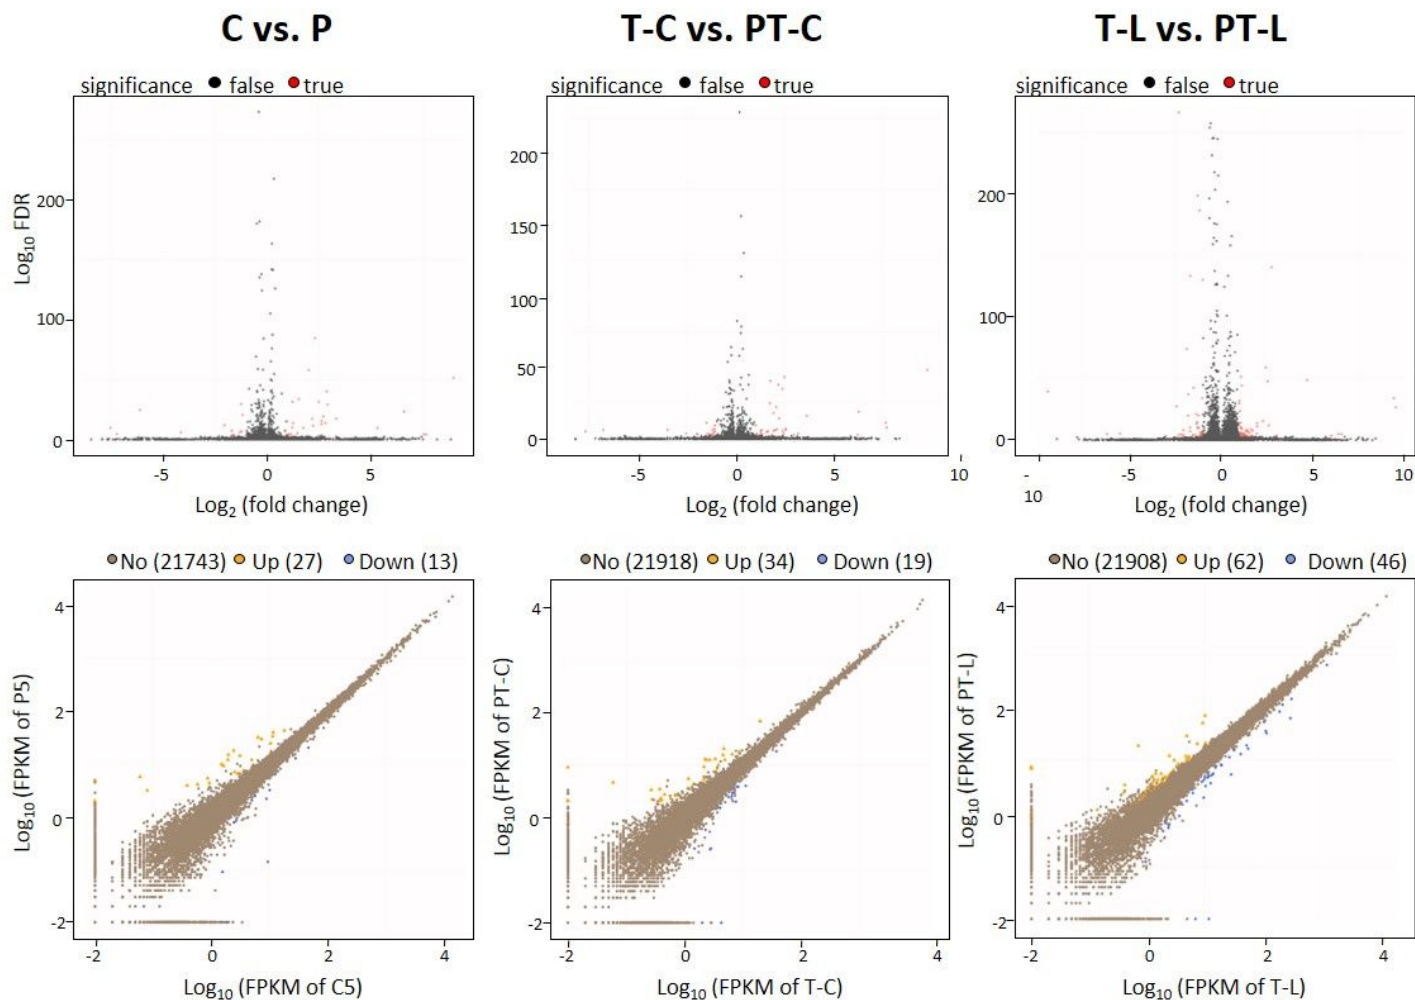 C vs. P
T-C vs. PT-C
T-L vs. PT-L
significance false true
significance false true
significance false true
Log10 FDR
200
100
0
-5 0 5
Log2 (fold change)
200
150
100
50
0
-5 0 5 10
Log2 (fold change)
200
100
0
-10 -5 0 5 10
Log2 (fold change)
No (21743) Up (27) Down (13)
No (21918) Up (34) Down (19)
No (21908) Up (62) Down (46)
Log10 (FPKM of P5)
4
2
0
-2
-2 0 2 4
Log10 (FPKM of C5)
Log10 (FPKM of PT-C)
4
2
0
-2
-2 0 2 4
Log10 (FPKM of T-C)
Log10 (FPKM of PT-L)
4
2
0
-2
-2 0 2 4
Log10 (FPKM of T-L)